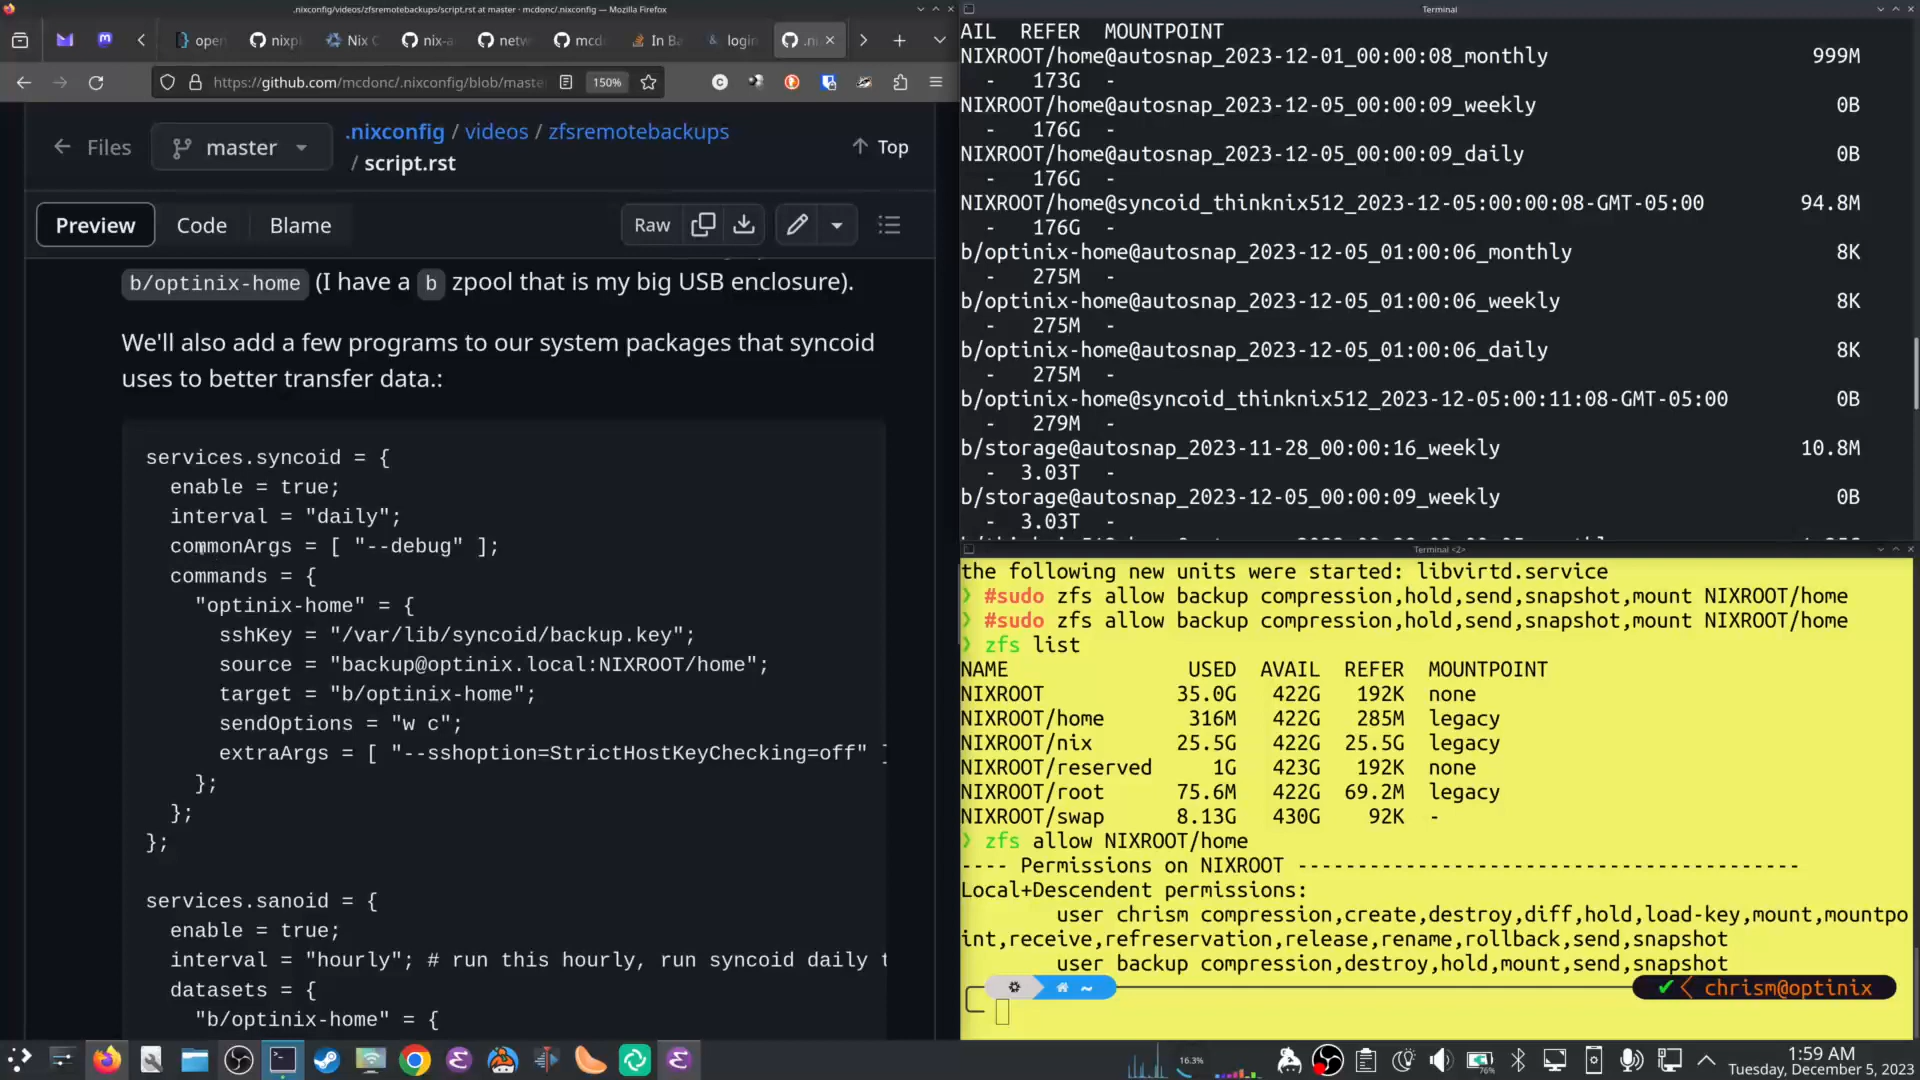 .nixconfig/videos/zfsremotebackups/script.rst at master · mcdonc/.nixconfig — Mozilla Firefox
open
nixpl
Nix C
nix-a
netw
mcd
In Ba
login
.ni
https://github.com/mcdonc/.nixconfig/blob/maste
150%
Files
master
.nixconfig / videos / zfsremotebackups
/ script.rst
Top
Preview
Code
Blame
Raw
b/optinix-home (I have a b zpool that is my big USB enclosure).
We'll also add a few programs to our system packages that syncoid
uses to better transfer data.:
services.syncoid = {
enable = true;
interval = "daily";
commonArgs = [ "--debug" ];
commands = {
"optinix-home" = {
sshKey = "/var/lib/syncoid/backup.key";
source = "backup@optinix.local:NIXROOT/home";
target = "b/optinix-home";
sendOptions = "w c";
extraArgs = [ "--sshoption=StrictHostKeyChecking=off" ]
};
};
};
services.sanoid = {
enable = true;
interval = "hourly"; # run this hourly, run syncoid daily t
datasets = {
"b/optinix-home" = {
Terminal
AIL  REFER  MOUNTPOINT
NIXROOT/home@autosnap_2023-12-01_00:00:08_monthly 999M
- 173G -
NIXROOT/home@autosnap_2023-12-05_00:00:09_weekly 0B
- 176G -
NIXROOT/home@autosnap_2023-12-05_00:00:09_daily 0B
- 176G -
NIXROOT/home@syncoid_thinknix512_2023-12-05:00:00:08-GMT-05:00 94.8M
- 176G -
b/optinix-home@autosnap_2023-12-05_01:00:06_monthly 8K
- 275M -
b/optinix-home@autosnap_2023-12-05_01:00:06_weekly 8K
- 275M -
b/optinix-home@autosnap_2023-12-05_01:00:06_daily 8K
- 275M -
b/optinix-home@syncoid_thinknix512_2023-12-05:00:11:08-GMT-05:00 0B
- 279M -
b/storage@autosnap_2023-11-28_00:00:16_weekly 10.8M
- 3.03T -
b/storage@autosnap_2023-12-05_00:00:09_weekly 0B
- 3.03T -
Terminal <2>
the following new units were started: libvirtd.service
❯ #sudo zfs allow backup compression,hold,send,snapshot,mount NIXROOT/home
❯ #sudo zfs allow backup compression,hold,send,snapshot,mount NIXROOT/home
❯ zfs list
NAME USED AVAIL REFER MOUNTPOINT
NIXROOT 35.0G 422G 192K none
NIXROOT/home 316M 422G 285M legacy
NIXROOT/nix 25.5G 422G 25.5G legacy
NIXROOT/reserved 1G 423G 192K none
NIXROOT/root 75.6M 422G 69.2M legacy
NIXROOT/swap 8.13G 430G 92K -
❯ zfs allow NIXROOT/home
---- Permissions on NIXROOT ------------------------------------------
Local+Descendent permissions:
user chrism compression,create,destroy,diff,hold,load-key,mount,mountpo
int,receive,refreservation,release,rename,rollback,send,snapshot
user backup compression,destroy,hold,mount,send,snapshot
~
✔ chrism@optinix
16.3%
76%
1:59 AM
Tuesday, December 5, 2023